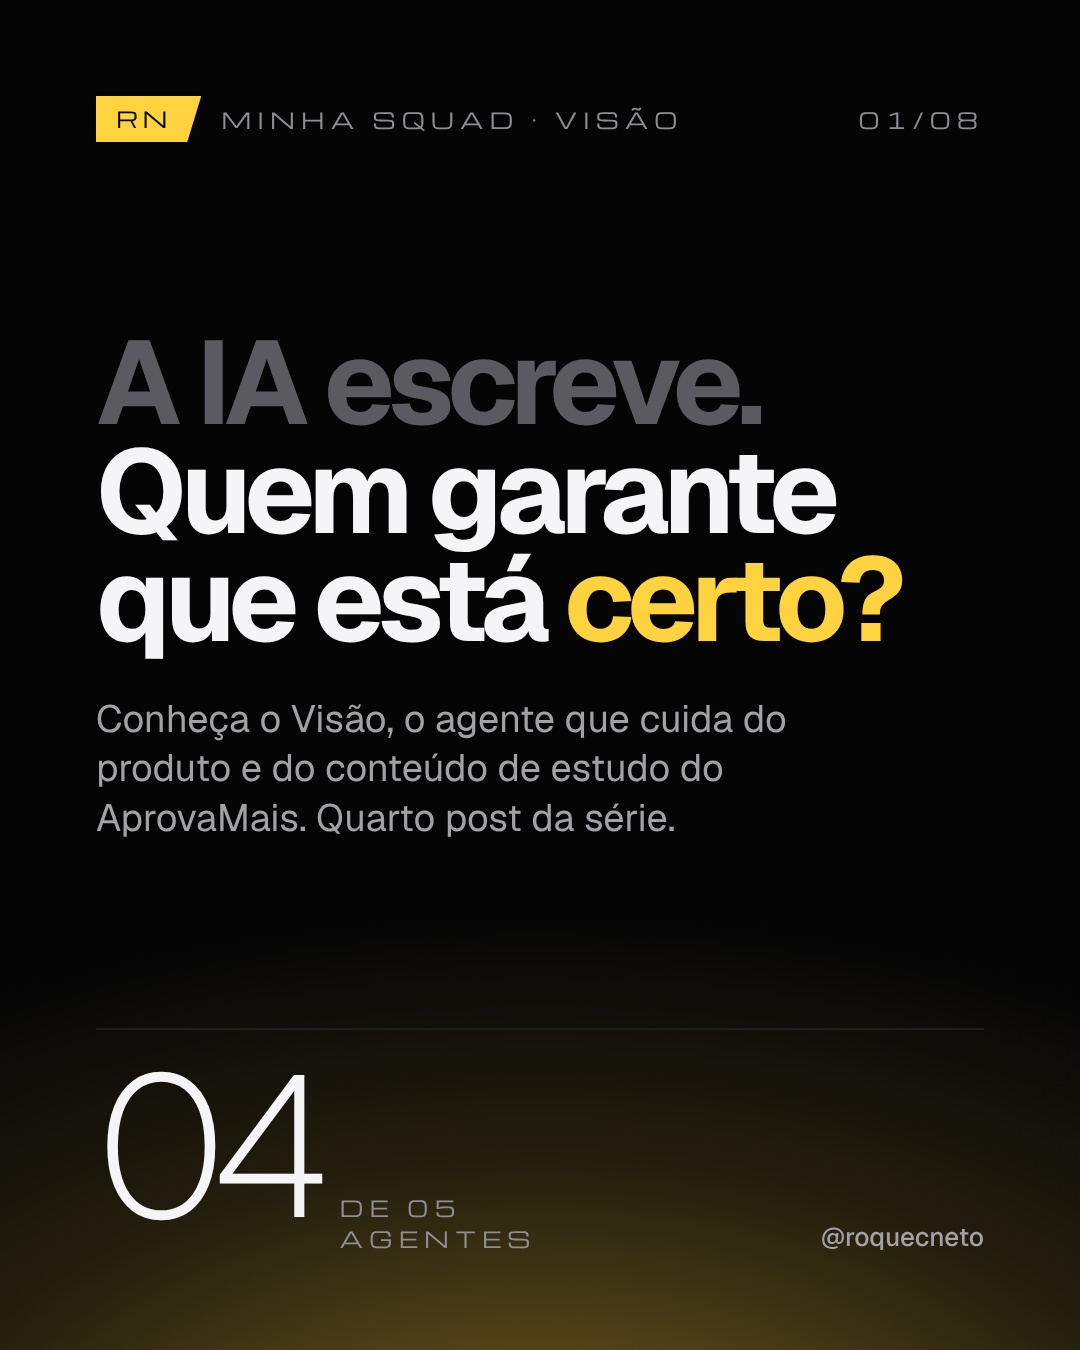 RN MINHA SQUAD · VISÃO 01/08
A IA escreve.
Quem garante
que está certo?
Conheça o Visão, o agente que cuida do
produto e do conteúdo de estudo do
AprovaMais. Quarto post da série.
04
DE 05
AGENTES
@roquecneto